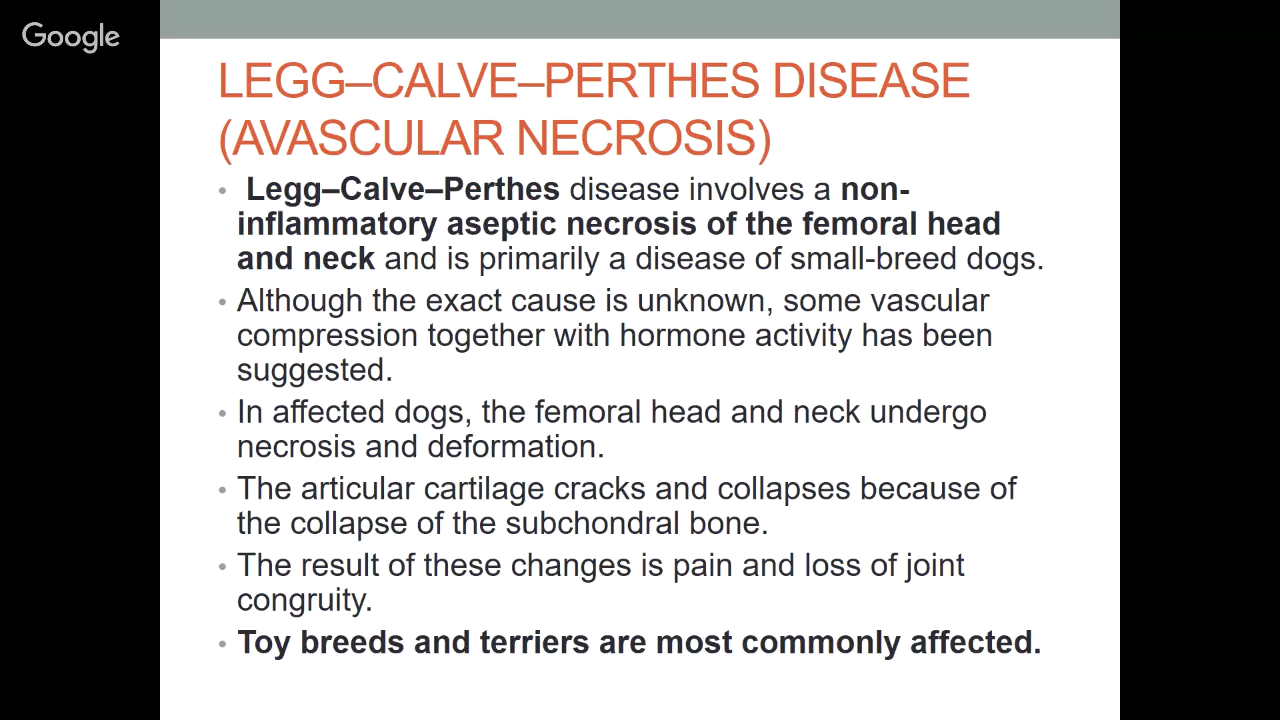 Google
LEGG–CALVE–PERTHES DISEASE
(AVASCULAR NECROSIS)
• Legg–Calve–Perthes disease involves a non-
inflammatory aseptic necrosis of the femoral head
and neck and is primarily a disease of small-breed dogs.
• Although the exact cause is unknown, some vascular
compression together with hormone activity has been
suggested.
• In affected dogs, the femoral head and neck undergo
necrosis and deformation.
• The articular cartilage cracks and collapses because of
the collapse of the subchondral bone.
• The result of these changes is pain and loss of joint
congruity.
• Toy breeds and terriers are most commonly affected.